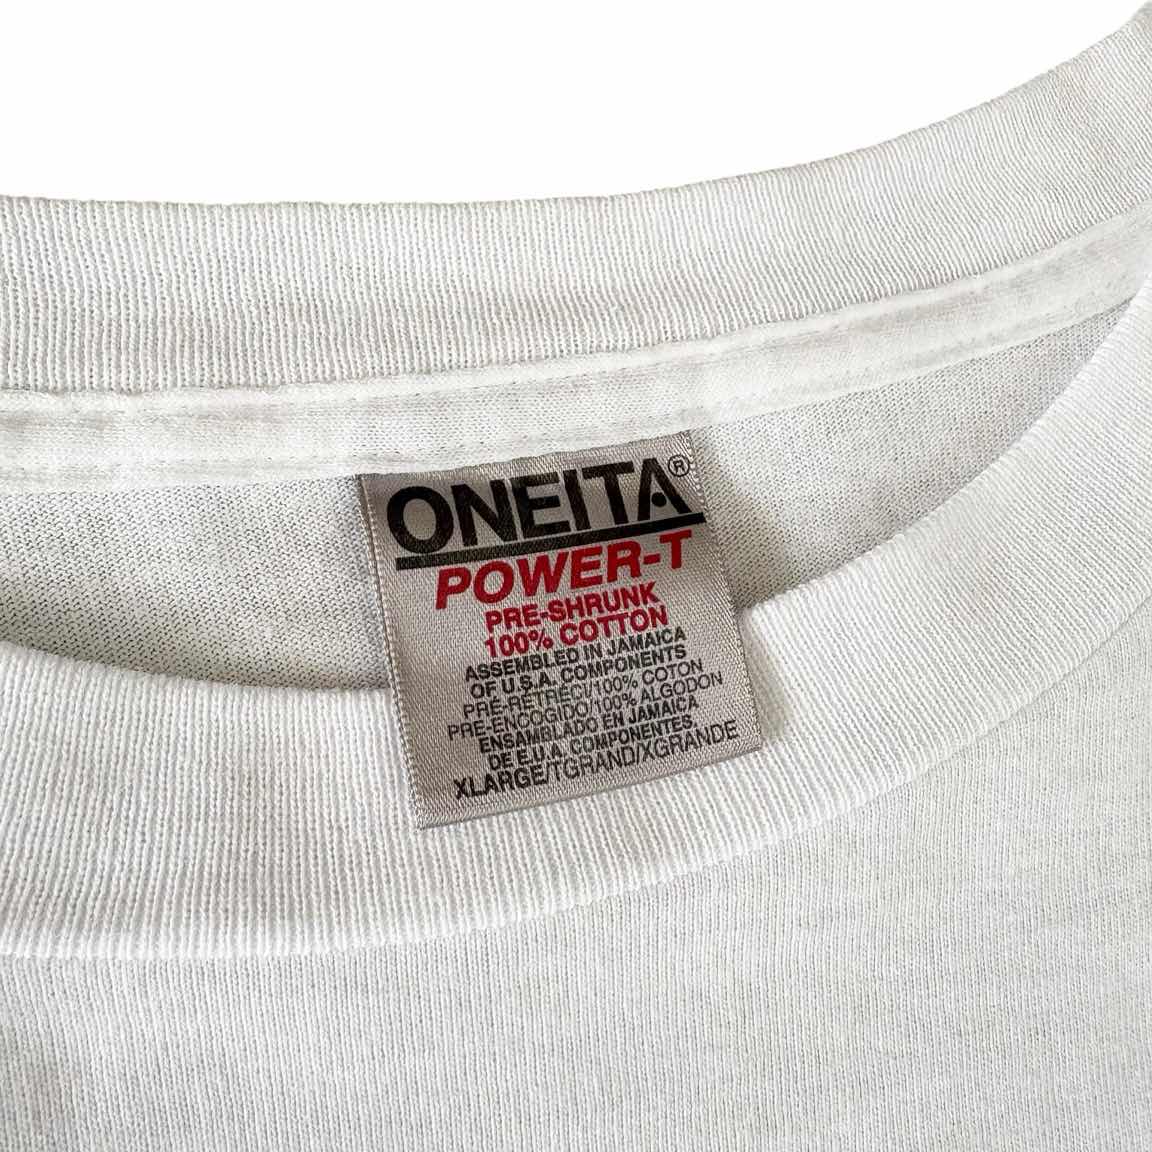 ONEITA®
POWER-T
PRE-SHRUNK
100% COTTON
ASSEMBLED IN JAMAICA
OF U.S.A. COMPONENTS
PRÉ-RÉTRÉCI/100% COTON
PRE-ENCOGIDO/100% ALGODON
ENSAMBLADO EN JAMAICA
DE E.U.A. COMPONENTES
XLARGE/TGRAND/XGRANDE